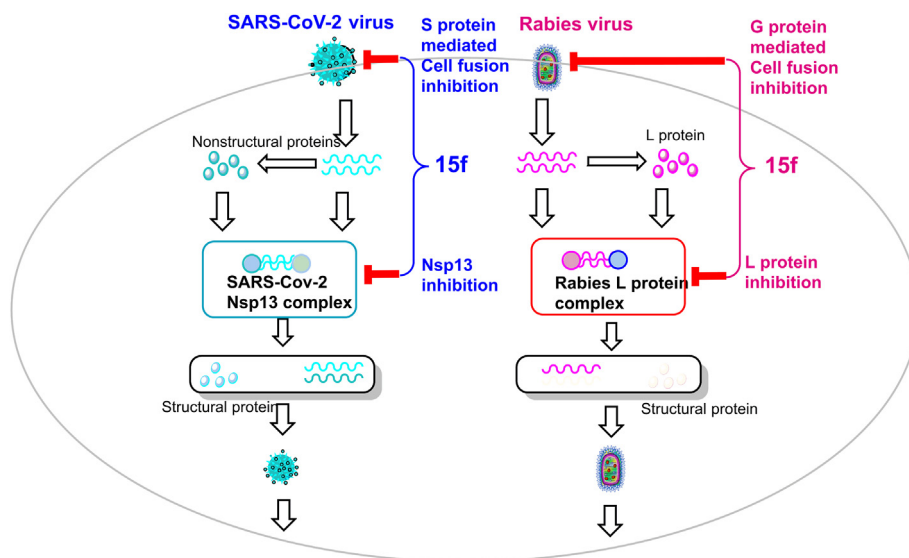 SARS-CoV-2 virus
S protein
mediated
Cell fusion
inhibition
Rabies virus
G protein
mediated
Cell fusion
inhibition
Nonstructural proteins
L protein
15f
15f
SARS-Cov-2
Nsp13 complex
Nsp13
inhibition
Rabies L protein
complex
L protein
inhibition
Structural protein
Structural protein